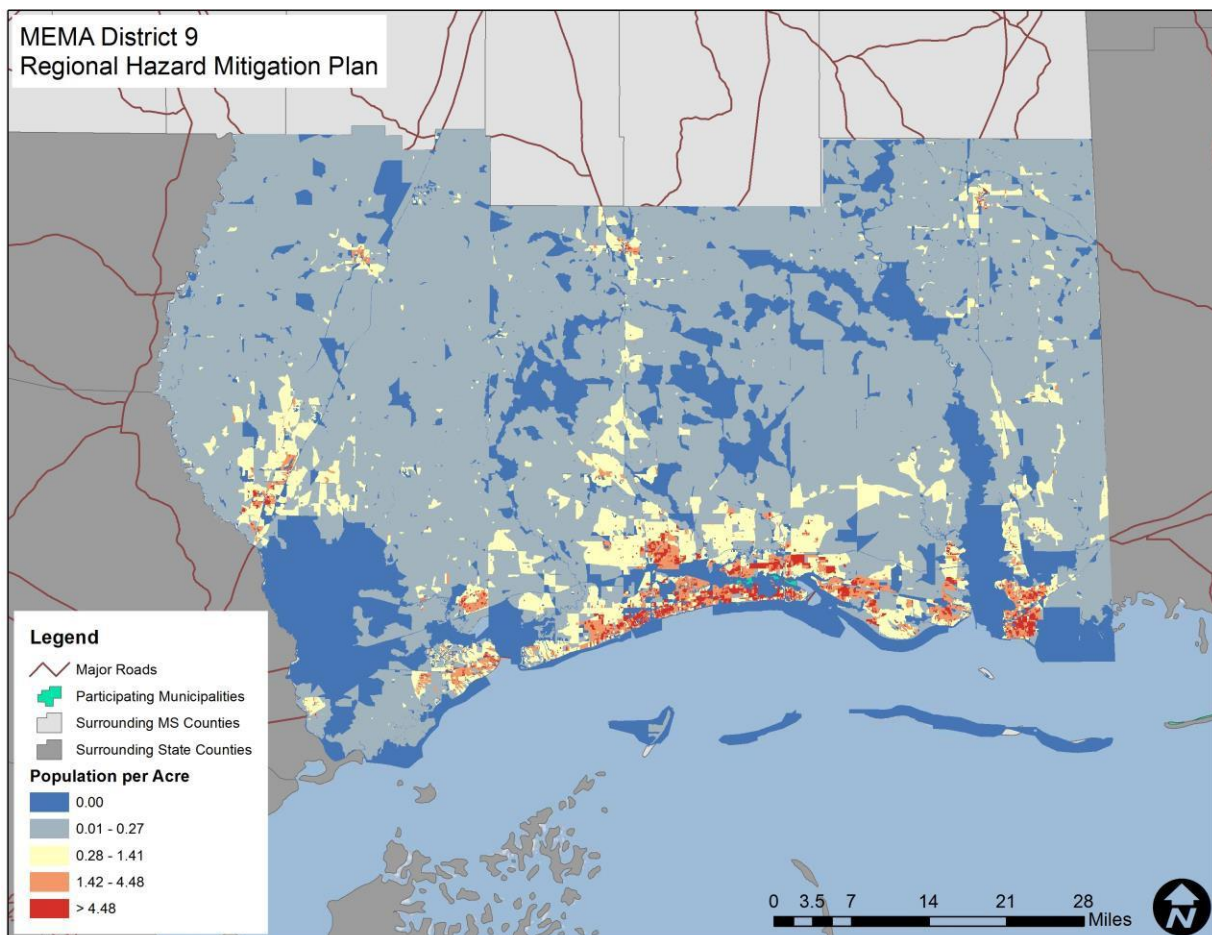 MEMA District 9
Regional Hazard Mitigation Plan
Legend
Major Roads
Participating Municipalities
Surrounding MS Counties
Surrounding State Counties
Population per Acre
0.00
0.01 - 0.27
0.28 - 1.41
1.42 - 4.48
> 4.48
0 3.5 7 14 21 28
Miles
N